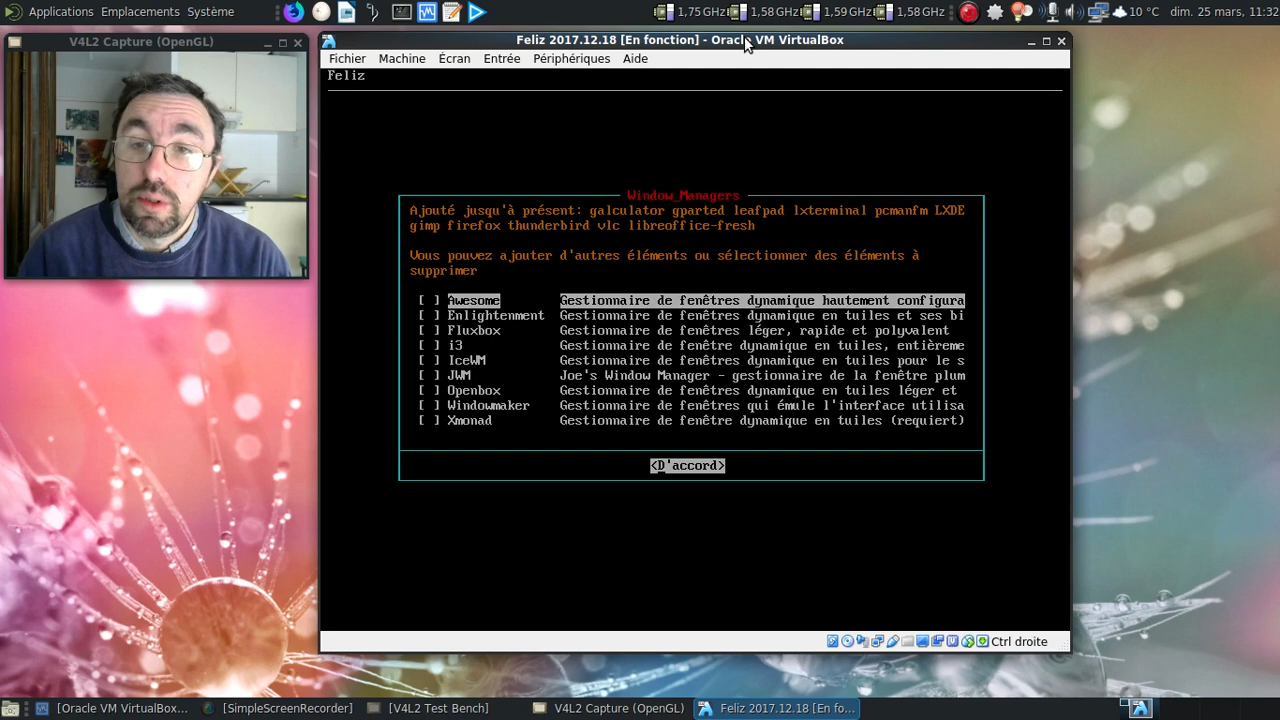 Applications Emplacements Système
1,75 GHz 1,58 GHz 1,59 GHz 1,58 GHz 10 °C dim. 25 mars, 11:32
V4L2 Capture (OpenGL)
Feliz 2017.12.18 [En fonction] - Oracle VM VirtualBox
Fichier Machine Écran Entrée Périphériques Aide
Feliz
Window_Managers
Ajouté jusqu'à présent: galculator gparted leafpad lxterminal pcmanfm LXDE
gimp firefox thunderbird vlc libreoffice-fresh
Vous pouvez ajouter d'autres éléments ou sélectionner des éléments à
supprimer
[ ] Awesome Gestionnaire de fenêtres dynamique hautement configura
[ ] Enlightenment Gestionnaire de fenêtres dynamique en tuiles et ses bi
[ ] Fluxbox Gestionnaire de fenêtres léger, rapide et polyvalent
[ ] i3 Gestionnaire de fenêtre dynamique en tuiles, entièreme
[ ] IceWM Gestionnaire de fenêtres dynamique en tuiles pour le s
[ ] JWM Joe's Window Manager - gestionnaire de la fenêtre plum
[ ] Openbox Gestionnaire de fenêtres dynamique en tuiles léger et
[ ] Windowmaker Gestionnaire de fenêtres qui émule l'interface utilisa
[ ] Xmonad Gestionnaire de fenêtre dynamique en tuiles (requiert)
<D'accord>
Ctrl droite
[Oracle VM VirtualBox... [SimpleScreenRecorder] [V4L2 Test Bench] V4L2 Capture (OpenGL) Feliz 2017.12.18 [En fo...